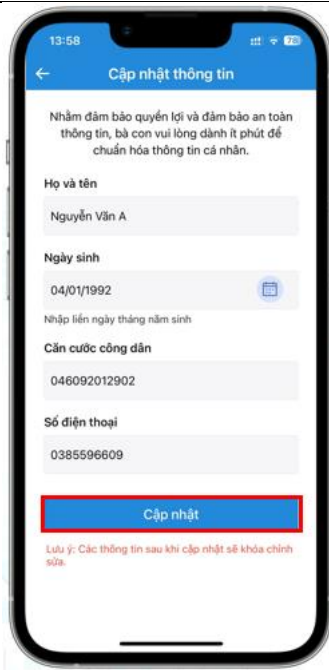 13:58
78
Cập nhật thông tin
Nhằm đảm bảo quyền lợi và đảm bảo an toàn
thông tin, bà con vui lòng dành ít phút để
chuẩn hóa thông tin cá nhân.
Họ và tên
Nguyễn Văn A
Ngày sinh
04/01/1992
Nhập liền ngày tháng năm sinh
Căn cước công dân
046092012902
Số điện thoại
0385596609
Cập nhật
Lưu ý: Các thông tin sau khi cập nhật sẽ khóa chỉnh
sửa.